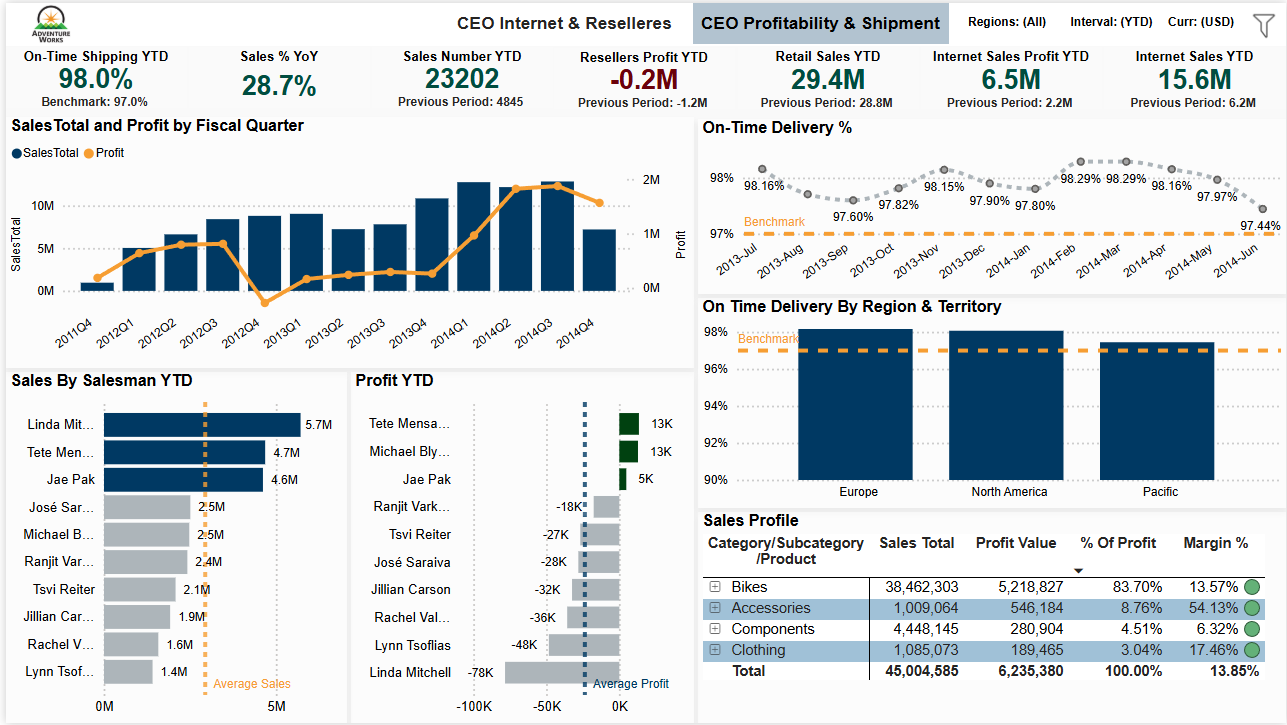 ADVENTURE
WORKS
CEO Internet & Reselleres
CEO Profitability & Shipment
Regions: (All)
Interval: (YTD)
Curr: (USD)
On-Time Shipping YTD
98.0%
Benchmark: 97.0%
Sales % YoY
28.7%
Sales Number YTD
23202
Previous Period: 4845
Resellers Profit YTD
-0.2M
Previous Period: -1.2M
Retail Sales YTD
29.4M
Previous Period: 28.8M
Internet Sales Profit YTD
6.5M
Previous Period: 2.2M
Internet Sales YTD
15.6M
Previous Period: 6.2M
SalesTotal and Profit by Fiscal Quarter
SalesTotal
Profit
SalesTotal
10M
5M
0M
2M
1M
0M
Profit
2011Q4
2012Q1
2012Q2
2012Q3
2012Q4
2013Q1
2013Q2
2013Q3
2013Q4
2014Q1
2014Q2
2014Q3
2014Q4
On-Time Delivery %
98%
97%
Benchmark
98.16%
97.60%
97.82%
98.15%
97.90%
97.80%
98.29%
98.29%
98.16%
97.97%
97.44%
2013-Jul
2013-Aug
2013-Sep
2013-Oct
2013-Nov
2013-Dec
2014-Jan
2014-Feb
2014-Mar
2014-Apr
2014-May
2014-Jun
On Time Delivery By Region & Territory
98%
96%
94%
92%
90%
Benchmark
Europe
North America
Pacific
Sales By Salesman YTD
Linda Mit... 5.7M
Tete Men... 4.7M
Jae Pak 4.6M
José Sar... 2.5M
Michael B... 2.5M
Ranjit Var... 2.4M
Tsvi Reiter 2.1M
Jillian Car... 1.9M
Rachel V... 1.6M
Lynn Tsof... 1.4M
Average Sales
0M 5M
Profit YTD
Tete Mensa... 13K
Michael Bly... 13K
Jae Pak 5K
Ranjit Vark... -18K
Tsvi Reiter -27K
José Saraiva -28K
Jillian Carson -32K
Rachel Val... -36K
Lynn Tsoflias -48K
Linda Mitchell -78K
Average Profit
-100K -50K 0K
Sales Profile
Category/Subcategory
/Product
Sales Total
Profit Value
% Of Profit
Margin %
Bikes 38,462,303 5,218,827 83.70% 13.57%
Accessories 1,009,064 546,184 8.76% 54.13%
Components 4,448,145 280,904 4.51% 6.32%
Clothing 1,085,073 189,465 3.04% 17.46%
Total 45,004,585 6,235,380 100.00% 13.85%